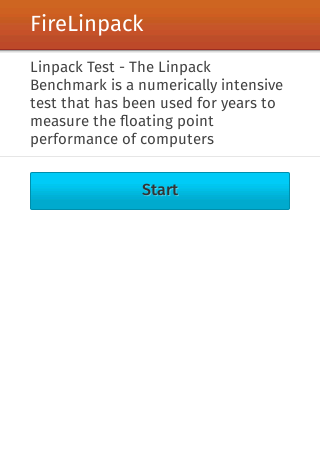 FireLinpack
Linpack Test - The Linpack
Benchmark is a numerically intensive
test that has been used for years to
measure the floating point
performance of computers
Start